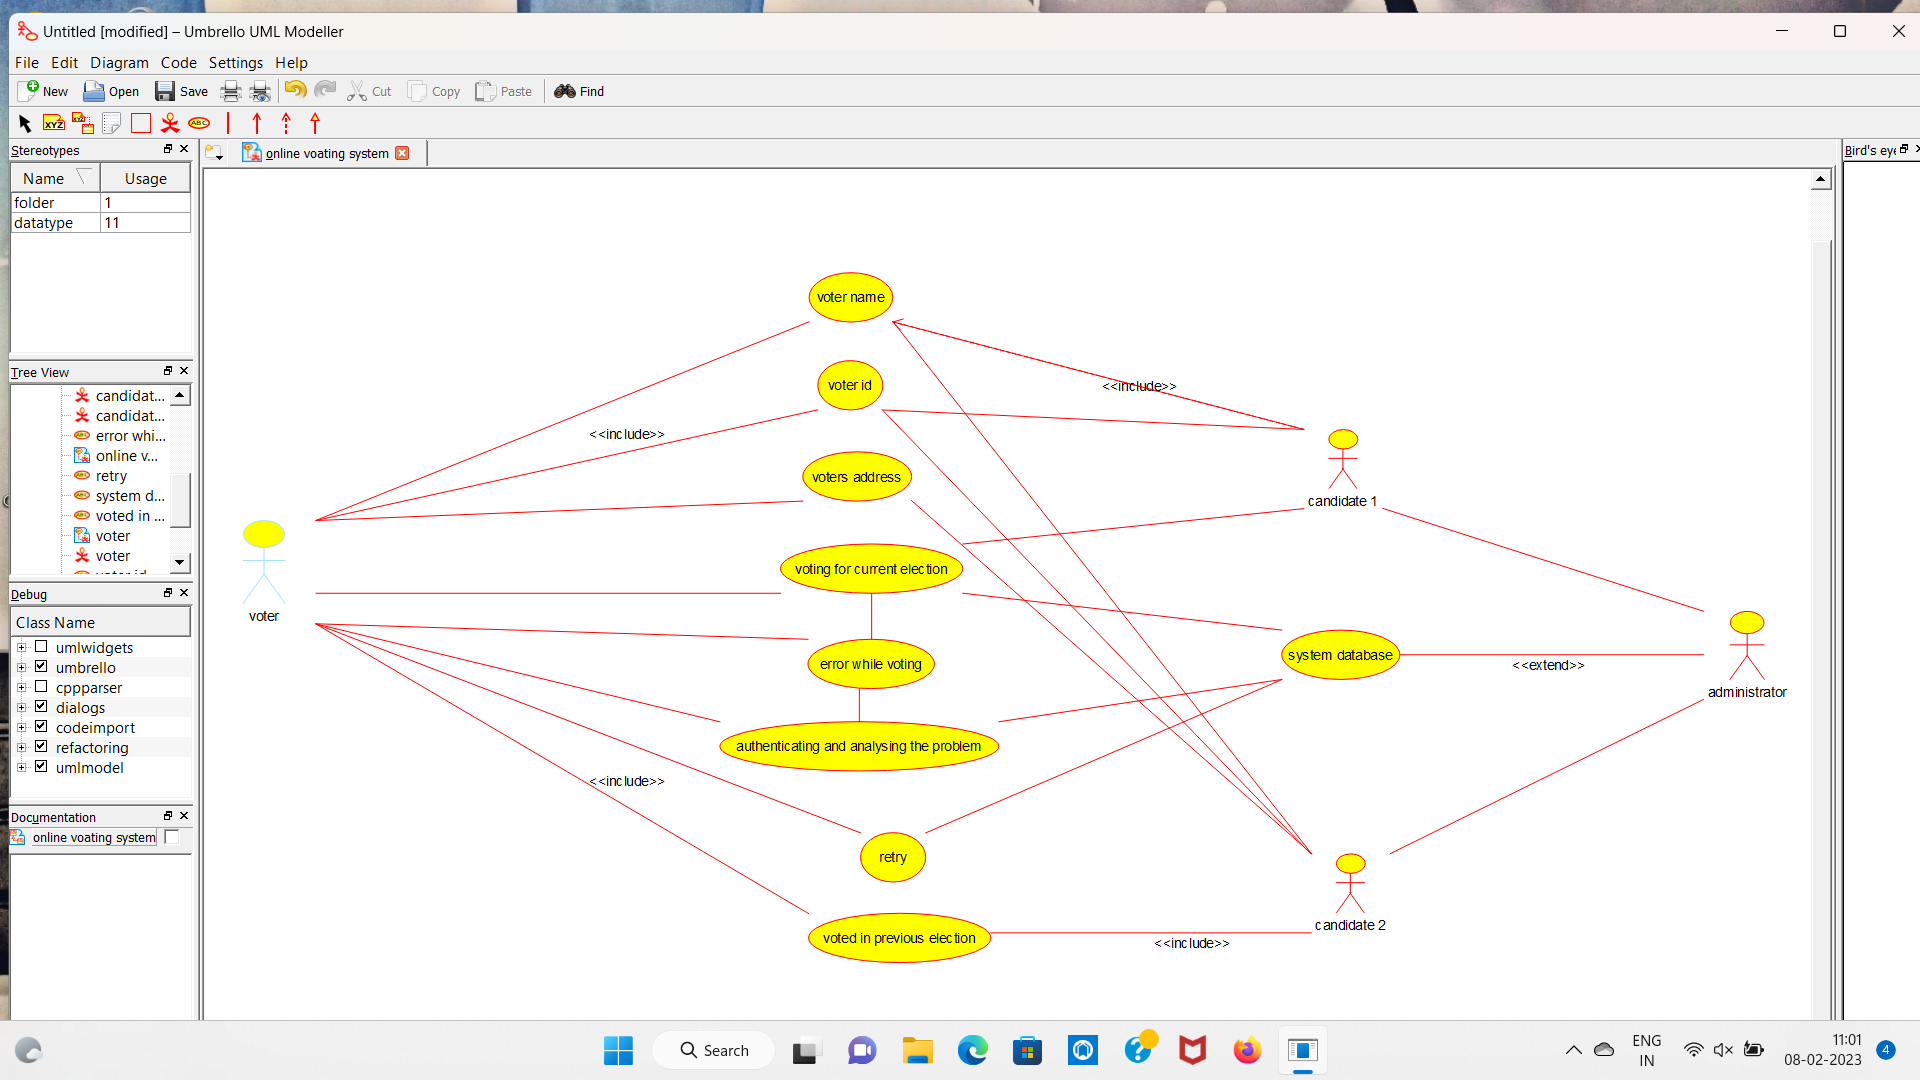 Untitled [modified] – Umbrello UML Modeller
File Edit Diagram Code Settings Help
New Open Save Cut Copy Paste Find
XYZ ABC
Stereotypes
online voating system
Bird's eye
Name Usage
folder 1
datatype 11
Tree View
candidat...
candidat...
error whi...
online v...
retry
system d...
voted in ...
voter
voter
Debug
Class Name
umlwidgets
umbrello
cppparser
dialogs
codeimport
refactoring
umlmodel
Documentation
online voating system
voter name
voter id
<<include>>
<<include>>
voters address
candidate 1
voting for current election
voter
error while voting
system database
<<extend>>
administrator
authenticating and analysing the problem
<<include>>
retry
candidate 2
voted in previous election
<<include>>
Search
ENG
IN
11:01
08-02-2023
4